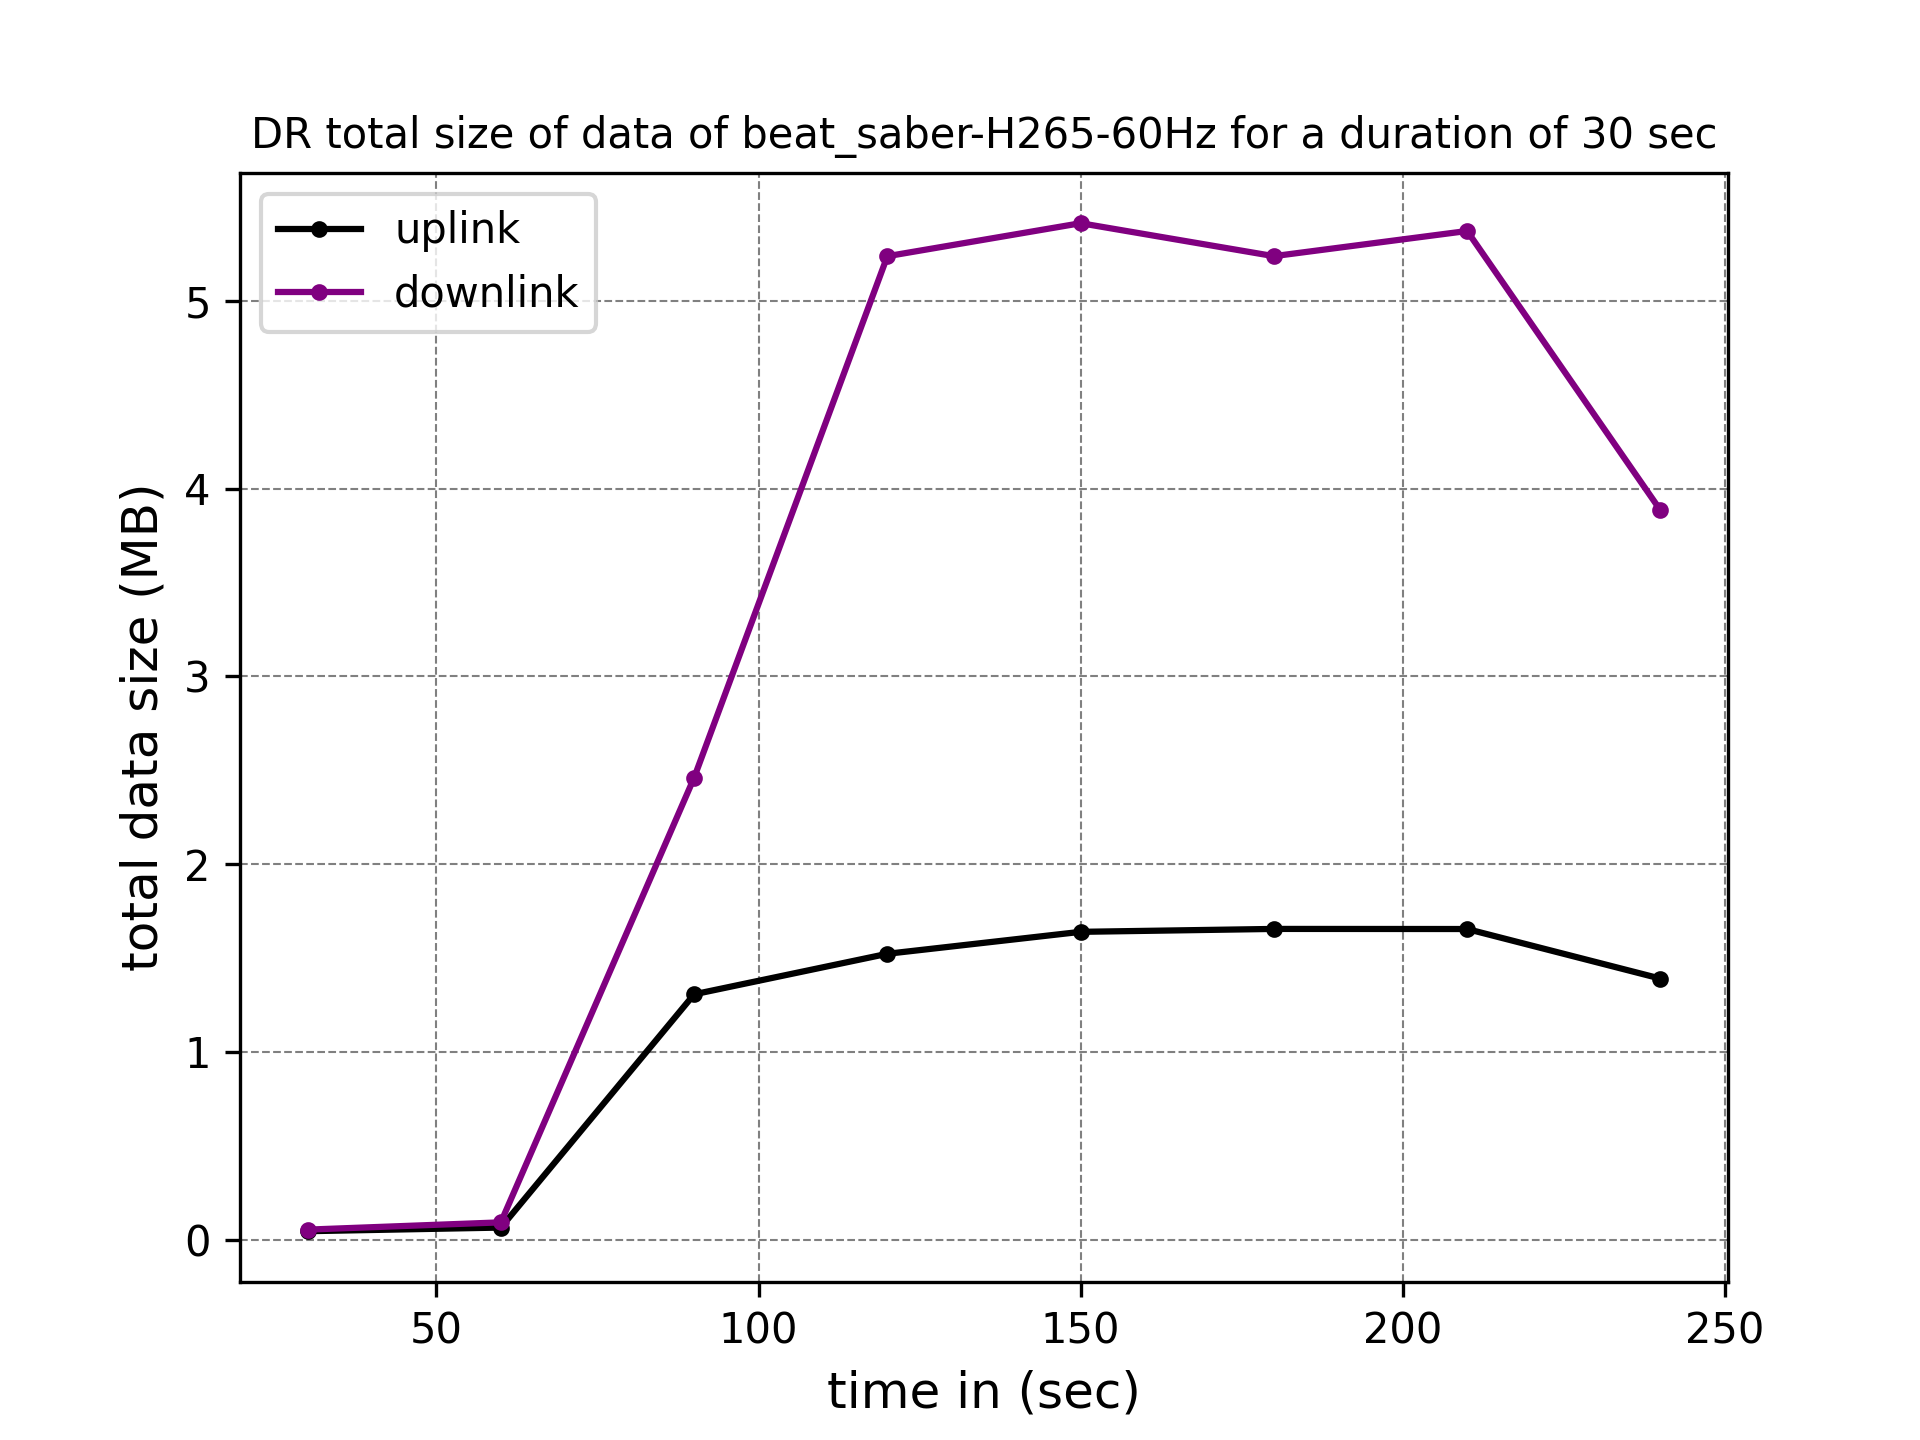 DR total size of data of beat_saber-H265-60Hz for a duration of 30 sec
uplink
downlink
total data size (MB)
5
4
3
2
1
0
50 100 150 200 250
time in (sec)